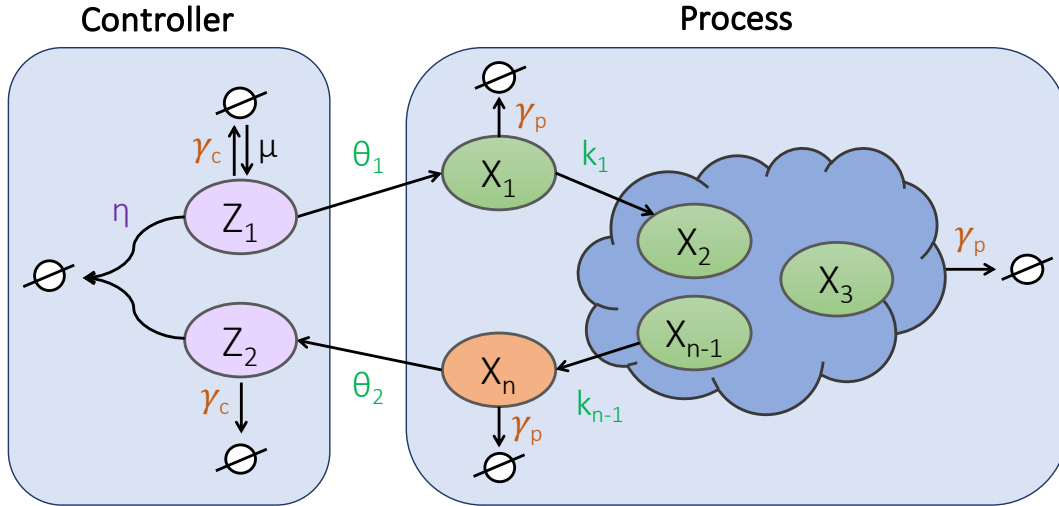 Controller
Process
γc
μ
θ1
γp
X1
k1
η
Z1
X2
γp
X3
Z2
θ2
Xn
Xn-1
kn-1
γc
γp